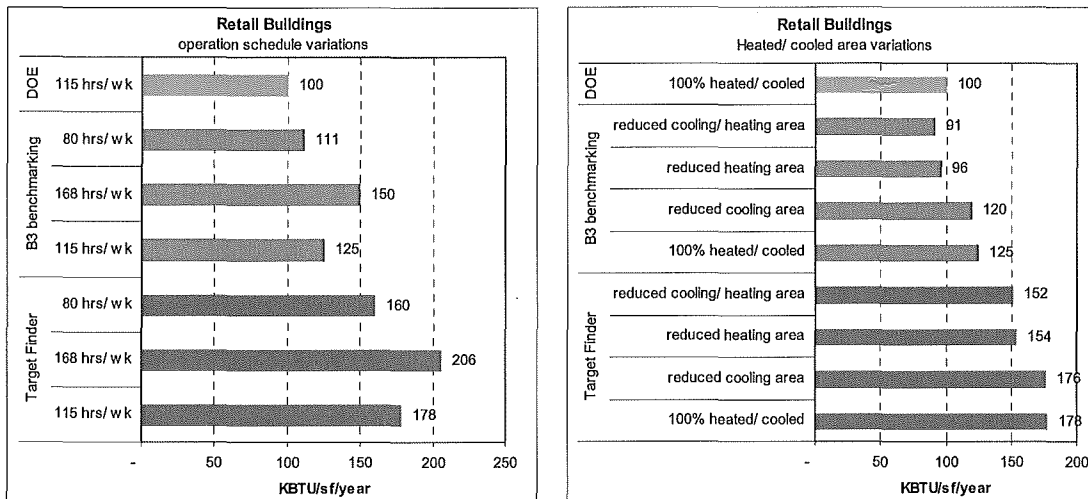 Retail Buildings
operation schedule variations
DOE
115 hrs/ wk
100
B3 benchmarking
80 hrs/ wk
111
168 hrs/ wk
150
115 hrs/ wk
125
Target Finder
80 hrs/ wk
160
168 hrs/ wk
206
115 hrs/ wk
178
- 50 100 150 200 250
KBTU/sf/year
Retail Buildings
Heated/ cooled area variations
DOE
100% heated/ cooled
100
B3 benchmarking
reduced cooling/ heating area
91
reduced heating area
96
reduced cooling area
120
100% heated/ cooled
125
Target Finder
reduced cooling/ heating area
152
reduced heating area
154
reduced cooling area
176
100% heated/ cooled
178
- 50 100 150 200
KBTU/sf/year